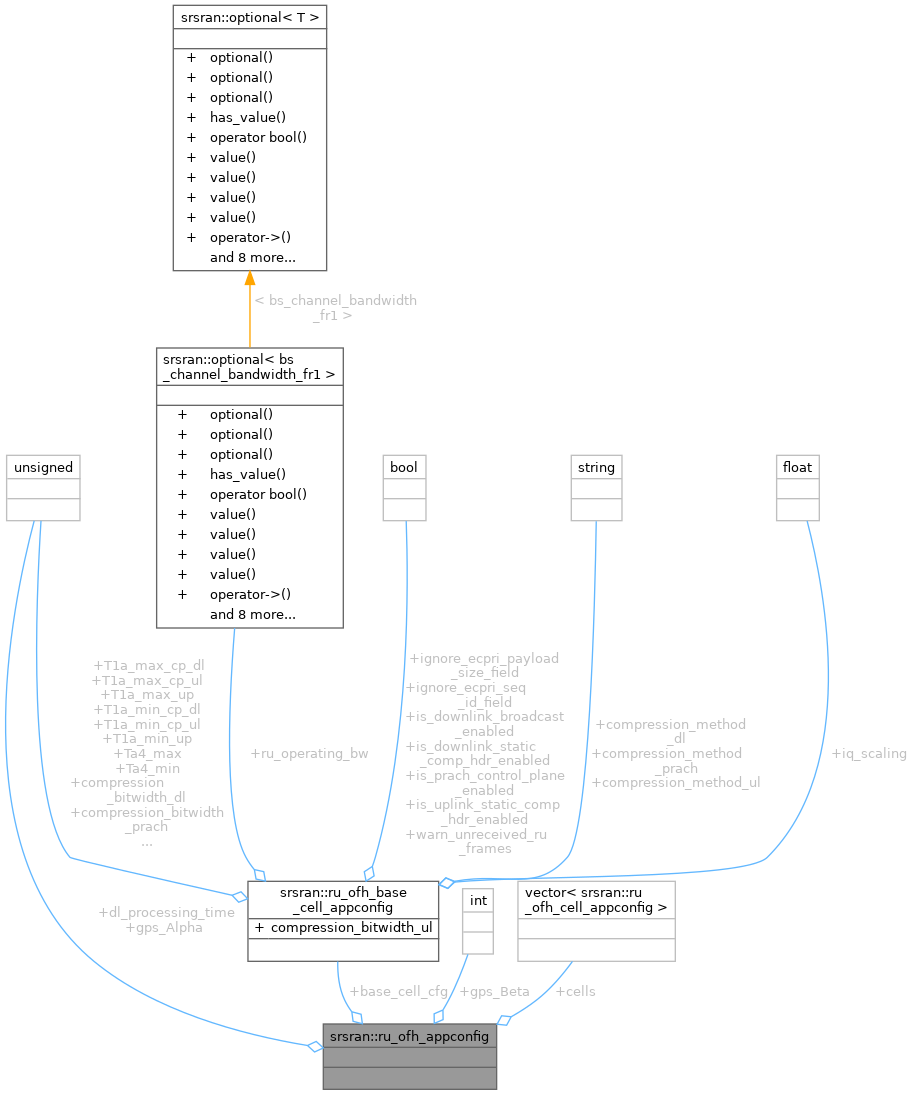 srsran::optional< T >
+ optional()
+ optional()
+ optional()
+ has_value()
+ operator bool()
+ value()
+ value()
+ value()
+ value()
+ operator->()
and 8 more...
< bs_channel_bandwidth
_fr1 >
srsran::optional< bs
_channel_bandwidth_fr1 >
+ optional()
+ optional()
+ optional()
+ has_value()
+ operator bool()
+ value()
+ value()
+ value()
+ value()
+ operator->()
and 8 more...
unsigned
bool
string
float
+T1a_max_cp_dl
+T1a_max_cp_ul
+T1a_max_up
+T1a_min_cp_dl
+T1a_min_cp_ul
+T1a_min_up
+Ta4_max
+Ta4_min
+compression
_bitwidth_dl
+compression_bitwidth
_prach
...
+ru_operating_bw
+ignore_ecpri_payload
_size_field
+ignore_ecpri_seq
_id_field
+is_downlink_broadcast
_enabled
+is_downlink_static
_comp_hdr_enabled
+is_prach_control_plane
_enabled
+is_uplink_static_comp
_hdr_enabled
+warn_unreceived_ru
_frames
+compression_method
_dl
+compression_method
_prach
+compression_method_ul
+iq_scaling
srsran::ru_ofh_base
_cell_appconfig
+ compression_bitwidth_ul
int
vector< srsran::ru
_ofh_cell_appconfig >
+dl_processing_time
+gps_Alpha
+base_cell_cfg
+gps_Beta
+cells
srsran::ru_ofh_appconfig